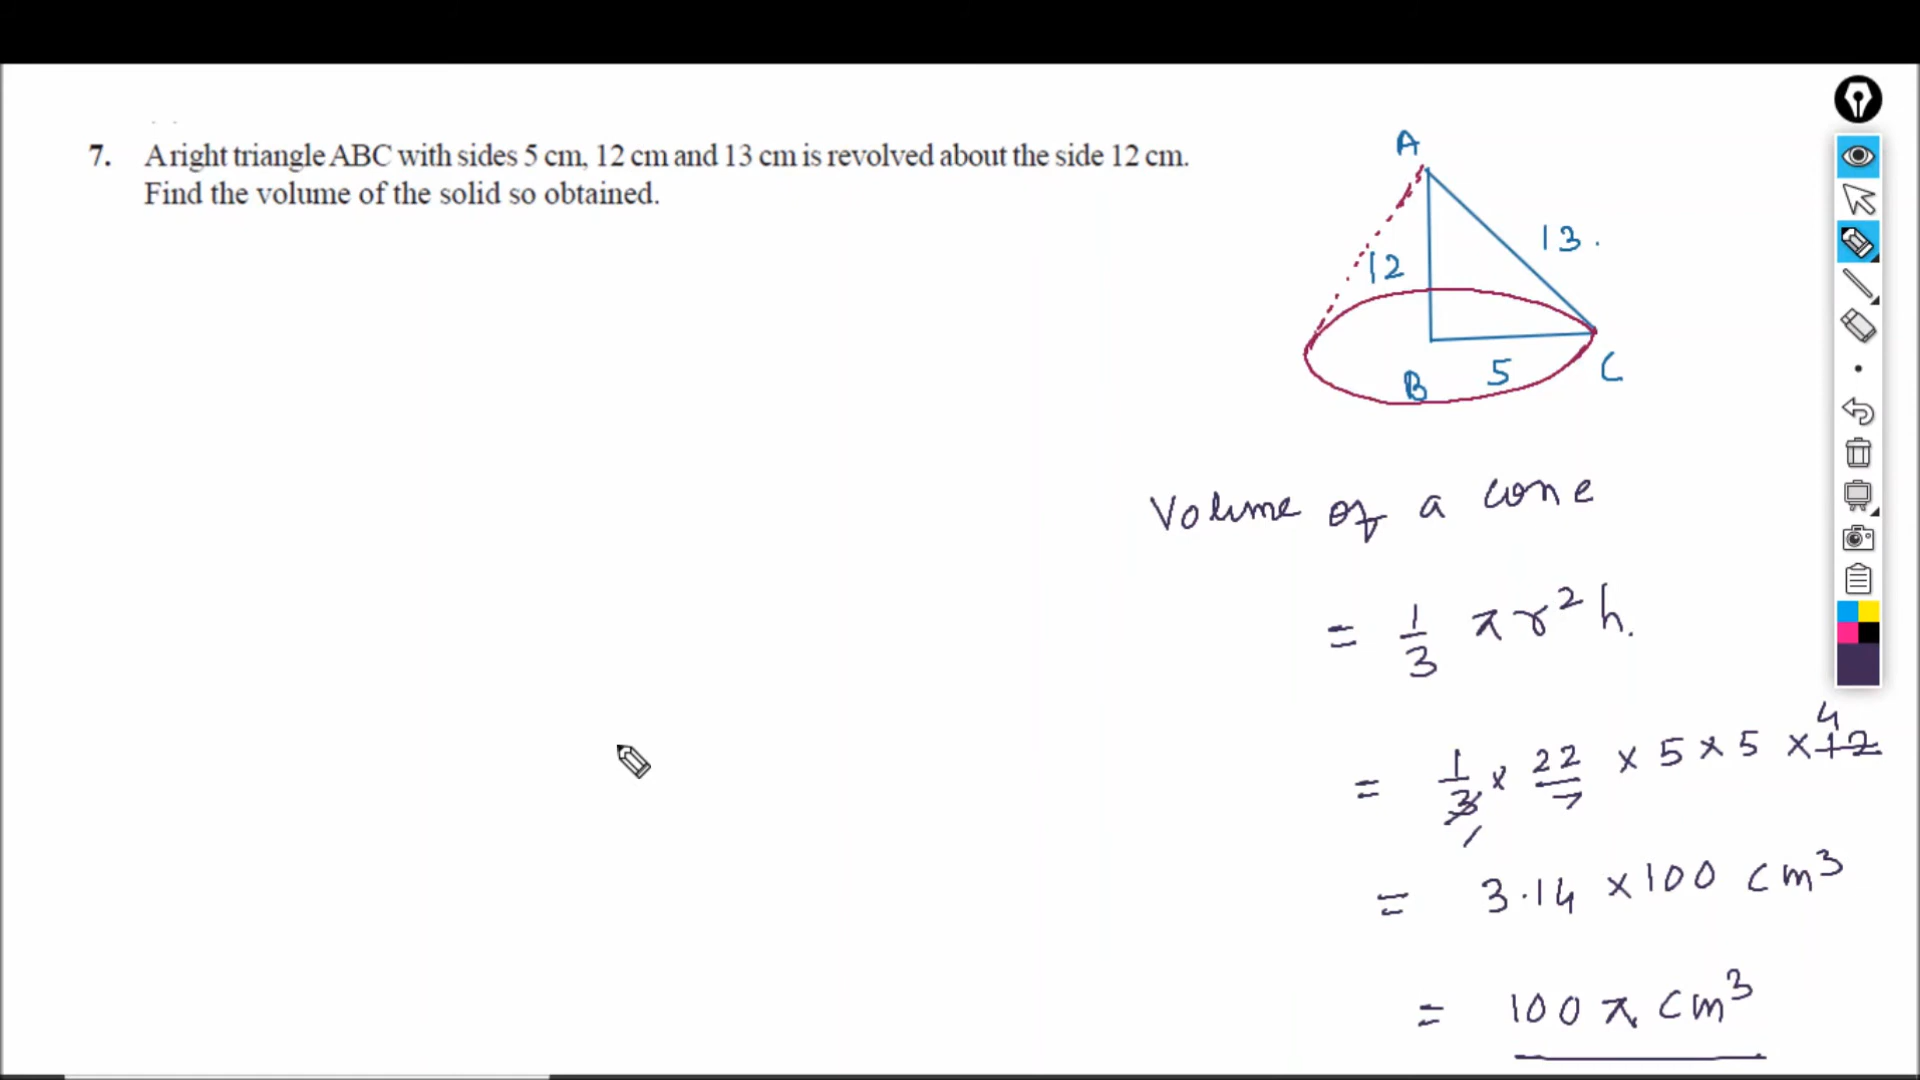 7. A right triangle ABC with sides 5 cm, 12 cm and 13 cm is revolved about the side 12 cm.
Find the volume of the solid so obtained.
A
12
13.
B
5
C
Volume of a cone
= 1/3 π r² h.
= 1/3 × 22/7 × 5 × 5 × 12 4
1
= 3.14 × 100 cm³
= 100 π cm³